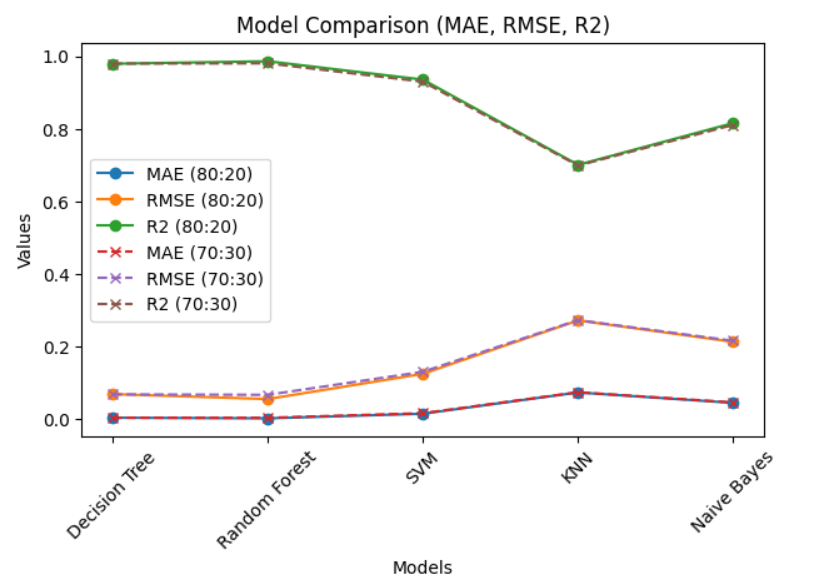 Model Comparison (MAE, RMSE, R2)
1.0
0.8
0.6
0.4
0.2
0.0
Values
MAE (80:20)
RMSE (80:20)
R2 (80:20)
MAE (70:30)
RMSE (70:30)
R2 (70:30)
Decision Tree
Random Forest
SVM
KNN
Naive Bayes
Models